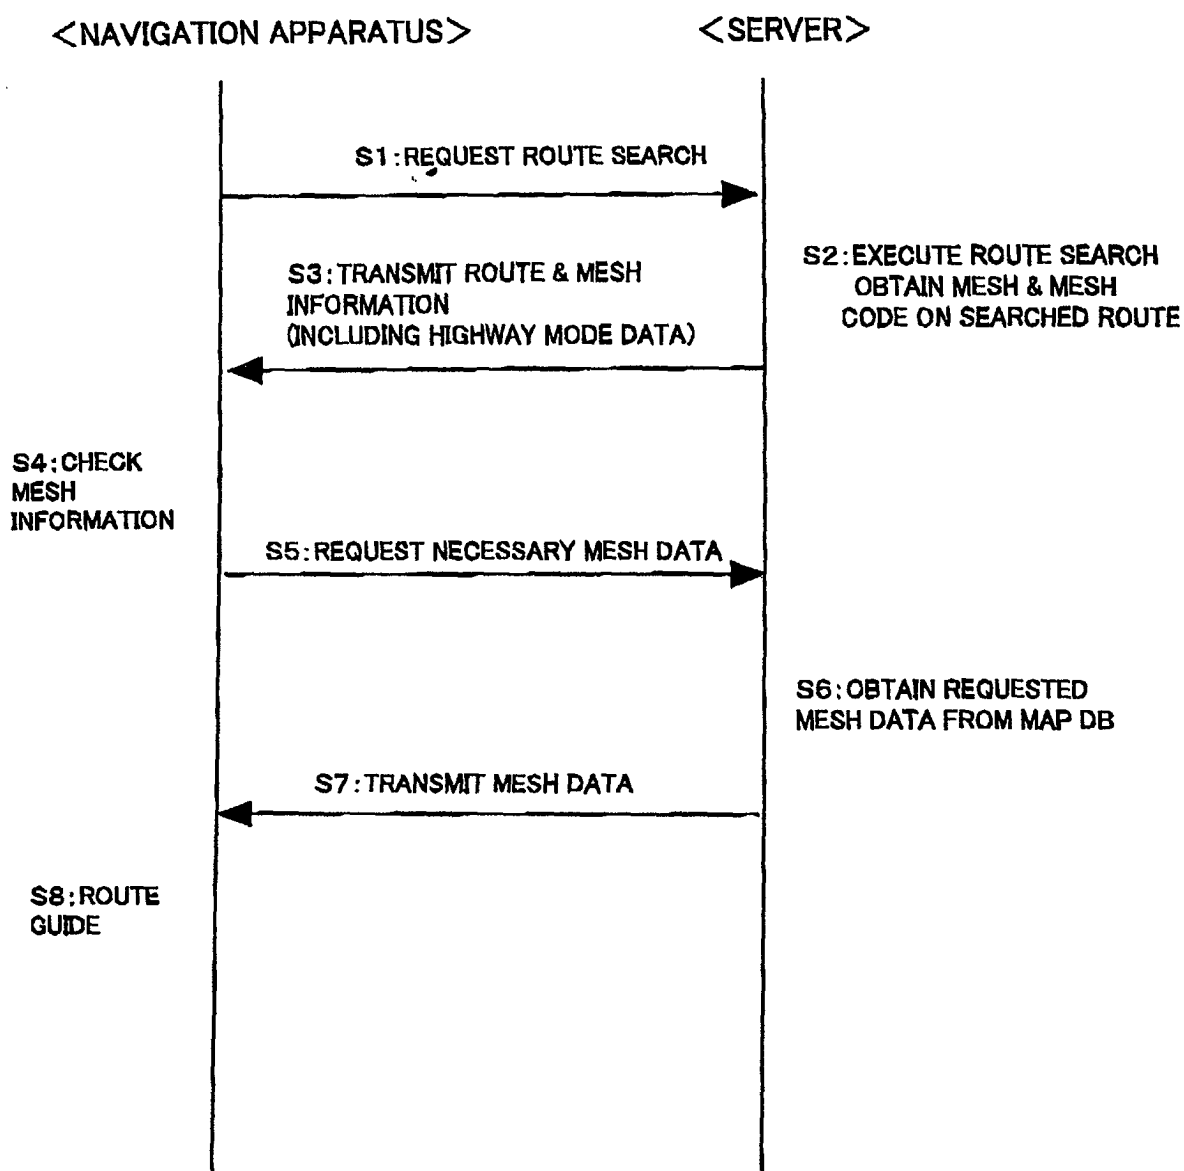 <NAVIGATION APPARATUS>
<SERVER>
S1:REQUEST ROUTE SEARCH
S2:EXECUTE ROUTE SEARCH
OBTAIN MESH & MESH
CODE ON SEARCHED ROUTE
S3:TRANSMIT ROUTE & MESH
INFORMATION
(INCLUDING HIGHWAY MODE DATA)
S4:CHECK
MESH
INFORMATION
S5:REQUEST NECESSARY MESH DATA
S6:OBTAIN REQUESTED
MESH DATA FROM MAP DB
S7:TRANSMIT MESH DATA
S8:ROUTE
GUIDE